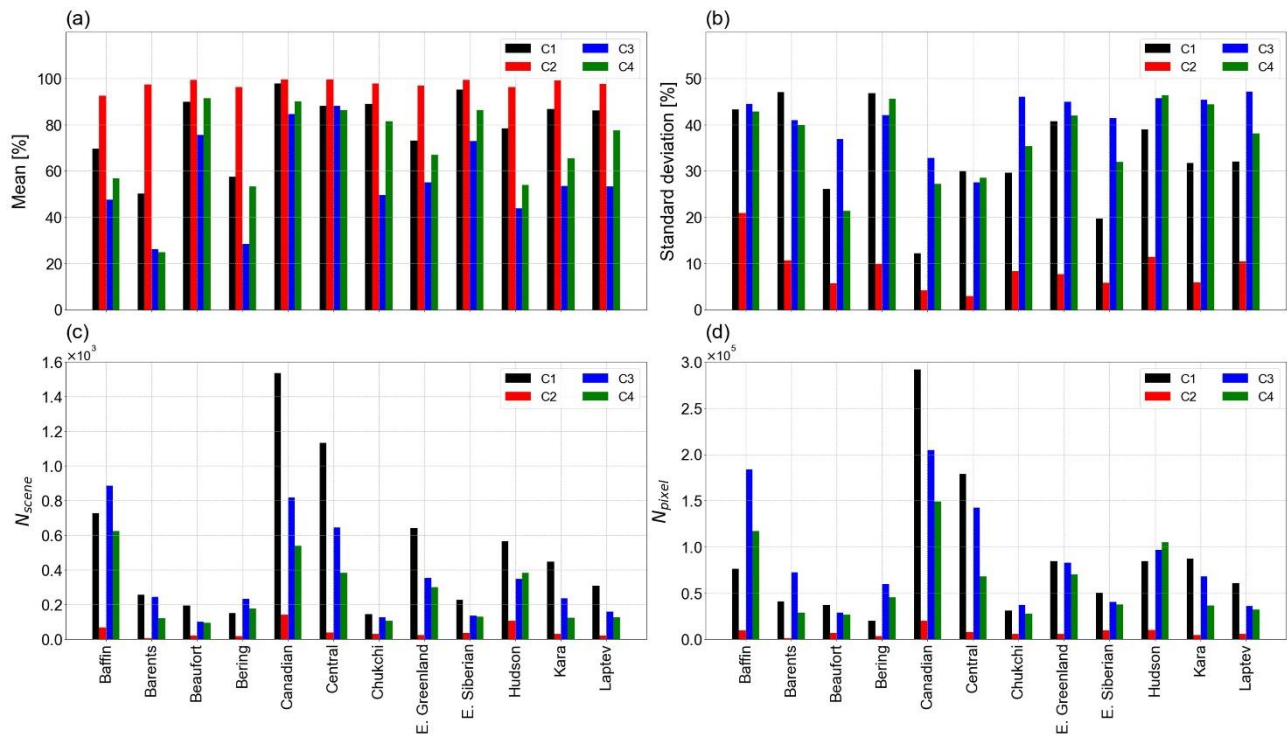 (a)
C1 C3
C2 C4
Mean [%]
100
80
60
40
20
0
(b)
C1 C3
C2 C4
Standard deviation [%]
50
40
30
20
10
0
(c)
×10³
C1 C3
C2 C4
N_scene
1.6
1.4
1.2
1.0
0.8
0.6
0.4
0.2
0.0
Baffin
Barents
Beaufort
Bering
Canadian
Central
Chukchi
E. Greenland
E. Siberian
Hudson
Kara
Laptev
(d)
×10⁵
C1 C3
C2 C4
N_pixel
3.0
2.5
2.0
1.5
1.0
0.5
0.0
Baffin
Barents
Beaufort
Bering
Canadian
Central
Chukchi
E. Greenland
E. Siberian
Hudson
Kara
Laptev